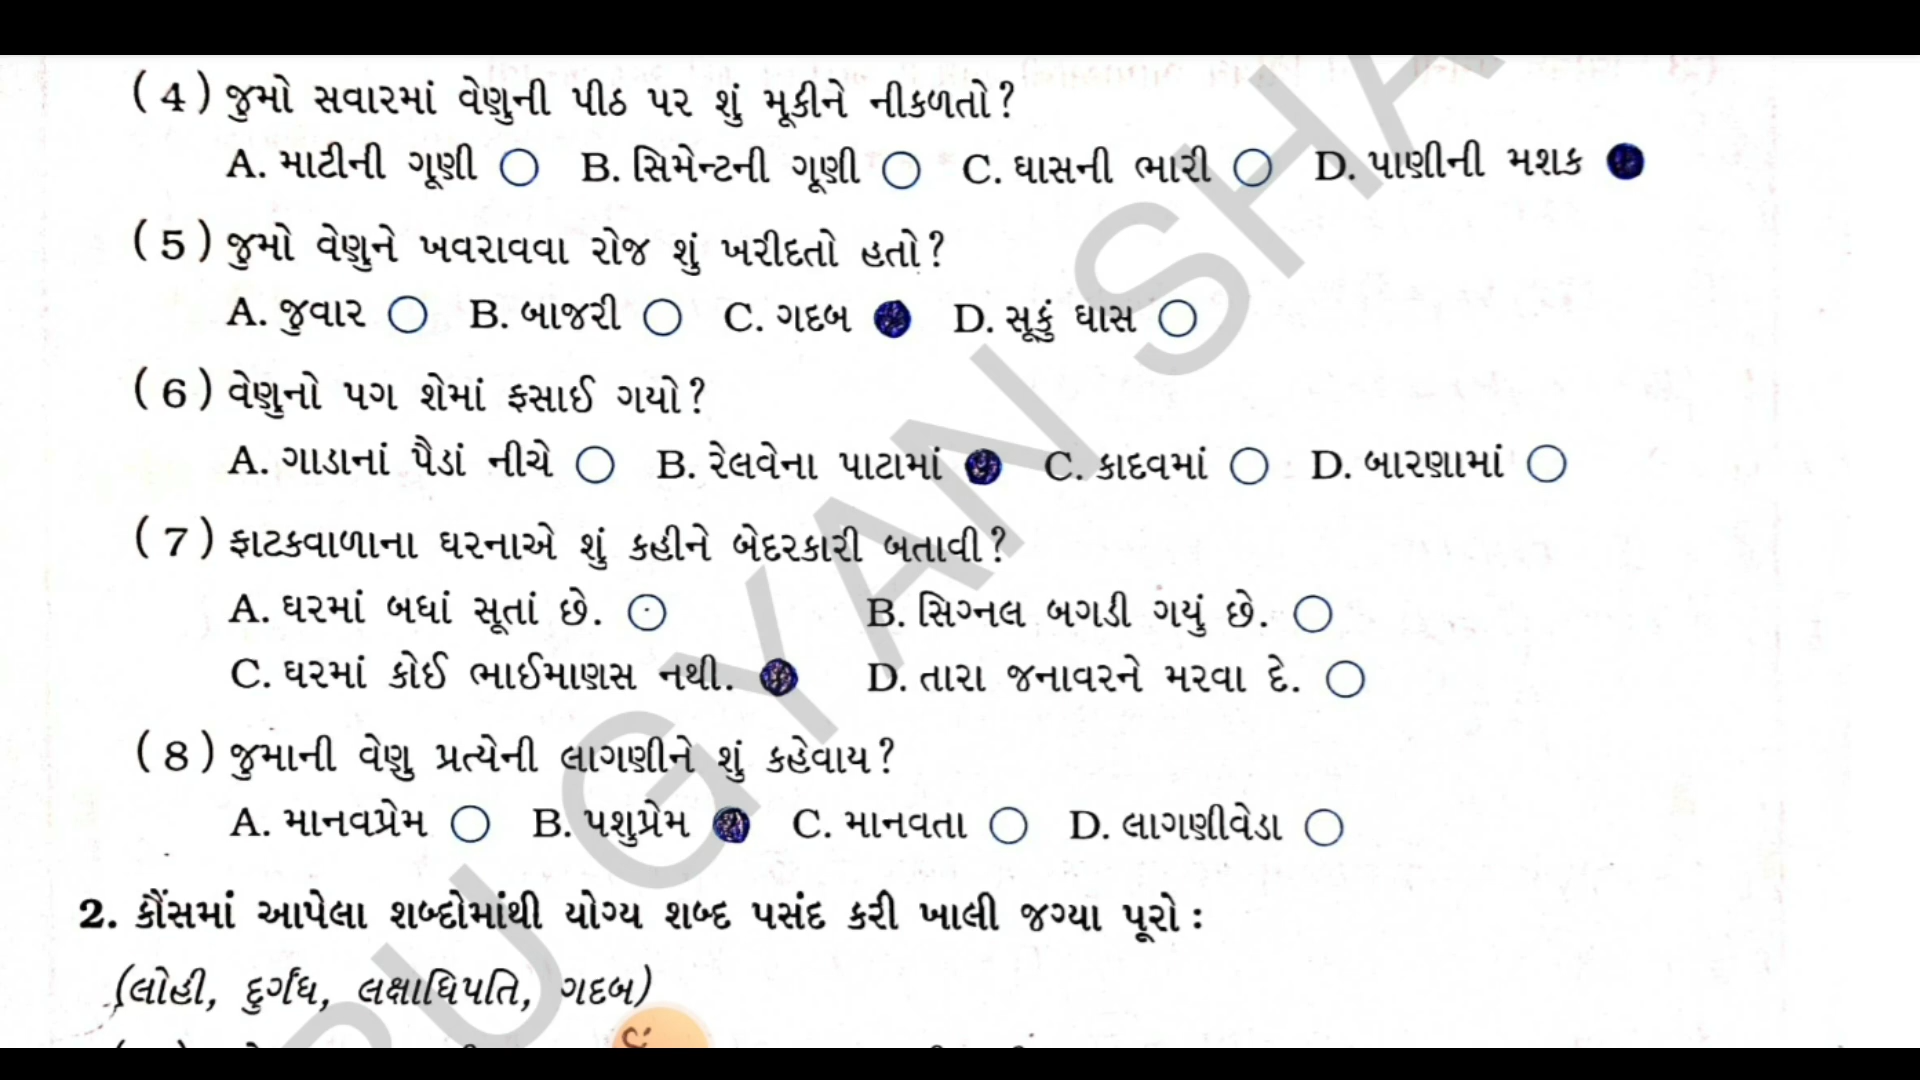 (4) જુમો સવારમાં વેણુની પીઠ પર શું મૂકીને નીકળતો?
A. માટીની ગૂણી B. સિમેન્ટની ગૂણી C. ઘાસની ભારી D. પાણીની મશક
(5) જુમો વેણુને ખવરાવવા રોજ શું ખરીદતો હતો?
A. જુવાર B. બાજરી C. ગદબ D. સૂકું ઘાસ
(6) વેણુનો પગ શેમાં ફસાઈ ગયો?
A. ગાડાનાં પૈડાં નીચે B. રેલવેના પાટામાં C. કાદવમાં D. બારણામાં
(7) ફાટકવાળાના ઘરનાએ શું કહીને બેદરકારી બતાવી?
A. ઘરમાં બધાં સૂતાં છે. B. સિગ્નલ બગડી ગયું છે.
C. ઘરમાં કોઈ ભાઈમાણસ નથી. D. તારા જનાવરને મરવા દે.
(8) જુમાની વેણુ પ્રત્યેની લાગણીને શું કહેવાય?
A. માનવપ્રેમ B. પશુપ્રેમ C. માનવતા D. લાગણીવેડા
2. કૌંસમાં આપેલા શબ્દોમાંથી યોગ્ય શબ્દ પસંદ કરી ખાલી જગ્યા પૂરો :
(લોહી, દુર્ગંધ, લક્ષાધિપતિ, ગદબ)
GYAN SHA